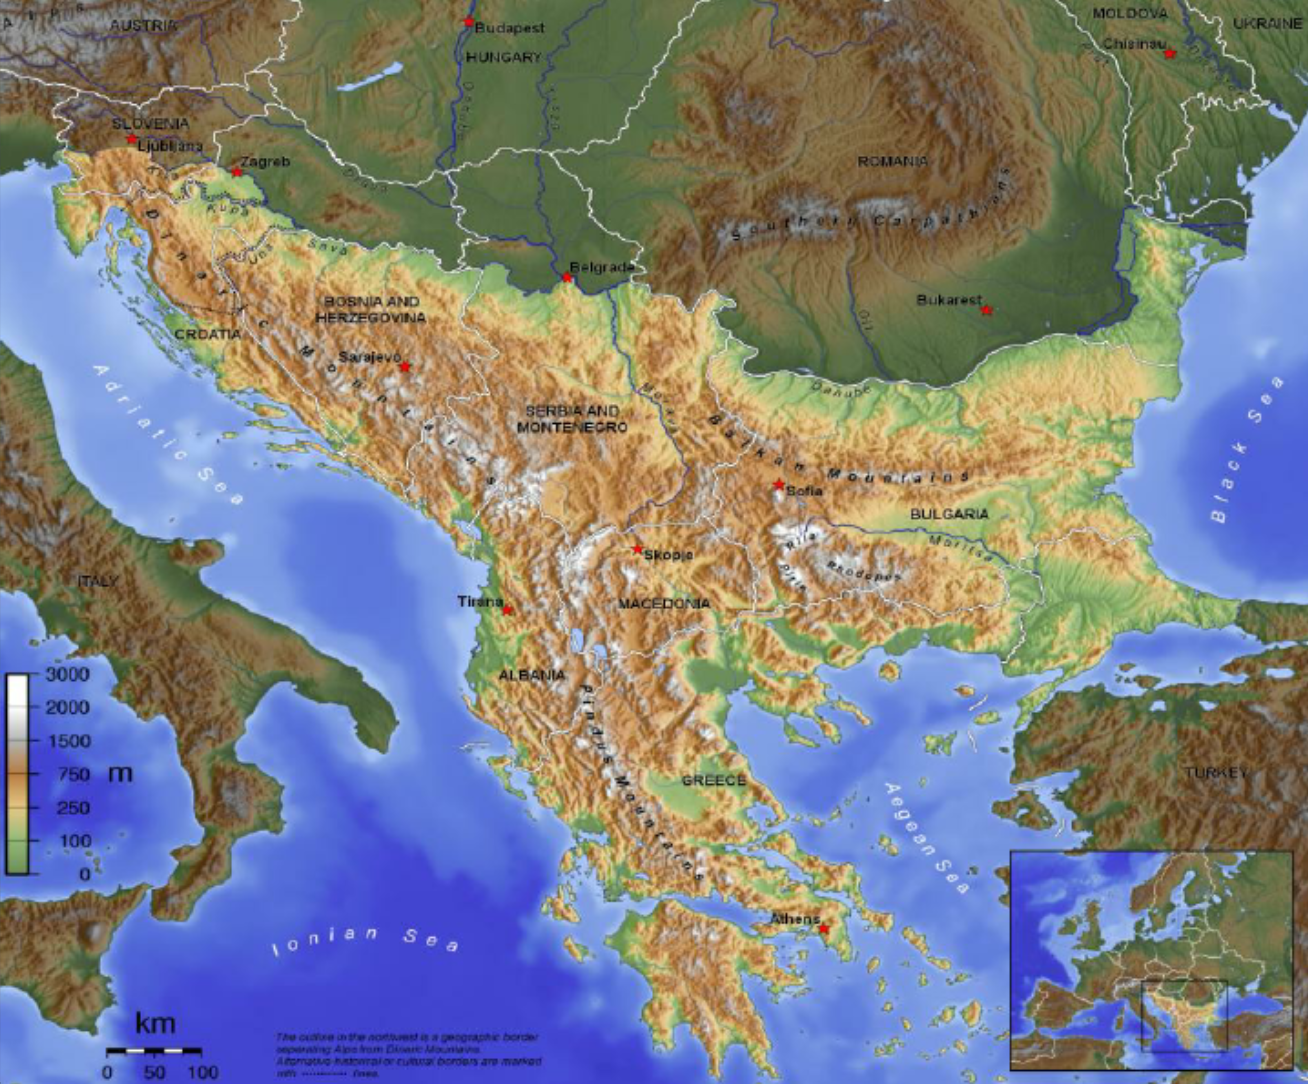 ALPS
AUSTRIA
Budapest
HUNGARY
Danube
Tisza
MOLDOVA
UKRAINE
Chisinau
Prut
SLOVENIA
Ljubljana
Zagreb
Drava
ROMANIA
Kupa
Sava
Una
Southern Carpathians
Belgrade
Dinaric Mountains
BOSNIA AND
HERZEGOVINA
Bukarest
Olt
CROATIA
Sarajevo
Danube
Adriatic Sea
SERBIA AND
MONTENEGRO
Morava
Balkan Mountains
Black Sea
Sofia
BULGARIA
Maritsa
Rila
Pirin
Rhodopes
Skopje
ITALY
Tirana
MACEDONIA
ALBANIA
Pindus Mountains
GREECE
TURKEY
Aegean Sea
3000
2000
1500
750 m
250
100
0
Athens
Ionian Sea
km
0 50 100
The outline in the northwest is a geographic border
separating Alps from Dinaric Mountains.
Alternative historical or cultural borders are marked
with ............ lines.